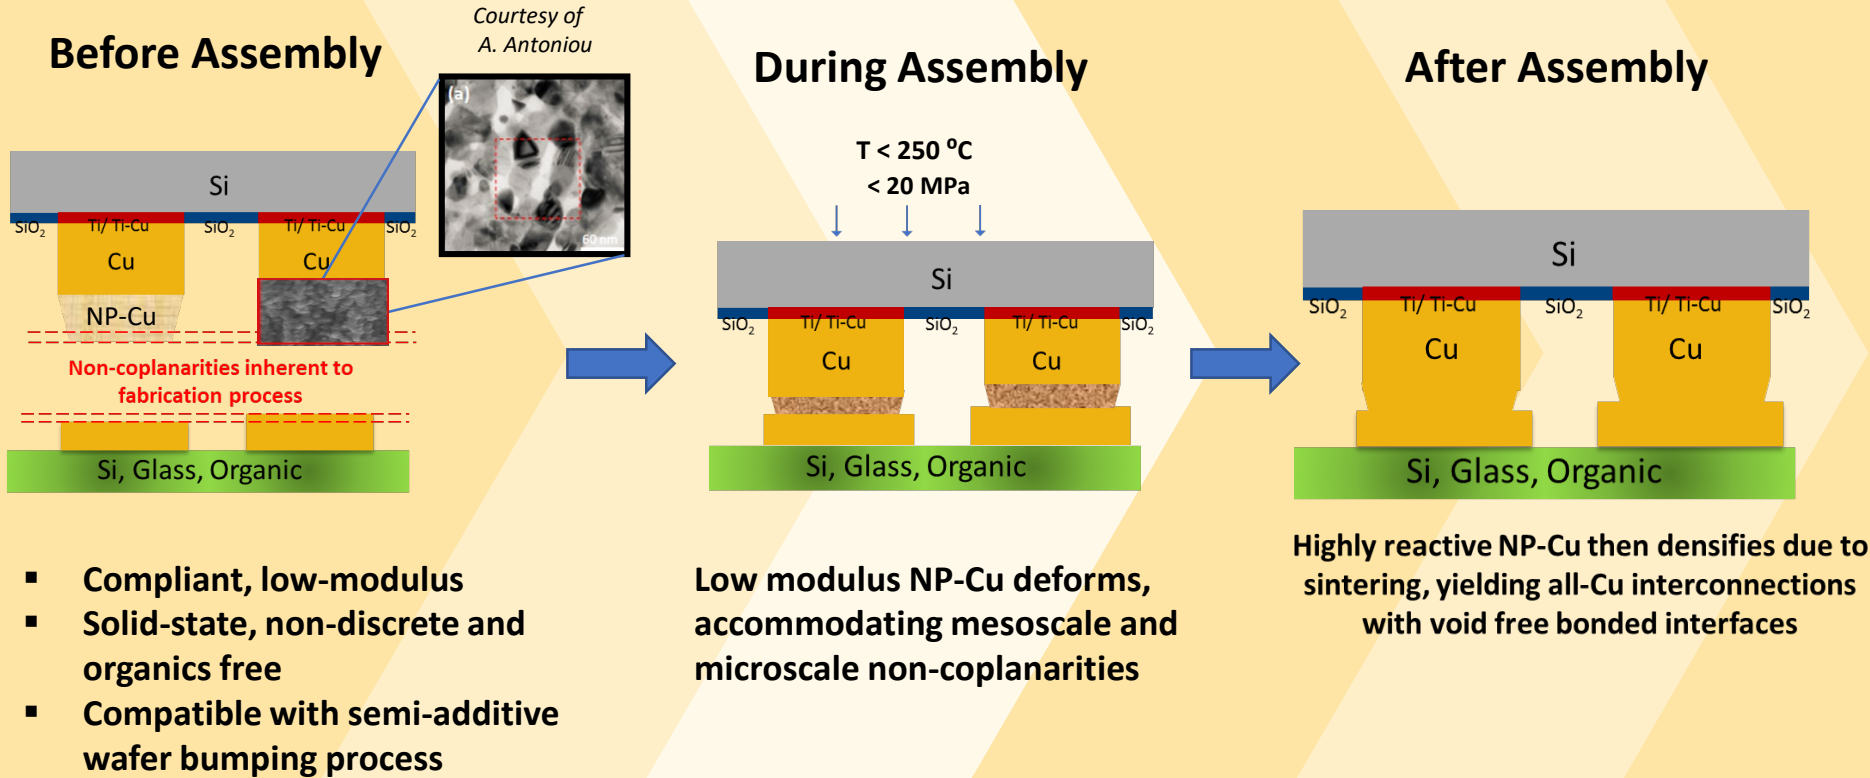 Before Assembly
Courtesy of
A. Antoniou
(a)
60 nm
Si
SiO₂
Ti/ Ti-Cu
SiO₂
Ti/ Ti-Cu
SiO₂
Cu
Cu
NP-Cu
Non-coplanarities inherent to
fabrication process
Si, Glass, Organic
▪ Compliant, low-modulus
▪ Solid-state, non-discrete and
organics free
▪ Compatible with semi-additive
wafer bumping process
During Assembly
T < 250 ⁰C
< 20 MPa
Si
SiO₂
Ti/ Ti-Cu
SiO₂
Ti/ Ti-Cu
SiO₂
Cu
Cu
Si, Glass, Organic
Low modulus NP-Cu deforms,
accommodating mesoscale and
microscale non-coplanarities
After Assembly
Si
SiO₂
Ti/ Ti-Cu
SiO₂
Ti/ Ti-Cu
SiO₂
Cu
Cu
Si, Glass, Organic
Highly reactive NP-Cu then densifies due to
sintering, yielding all-Cu interconnections
with void free bonded interfaces